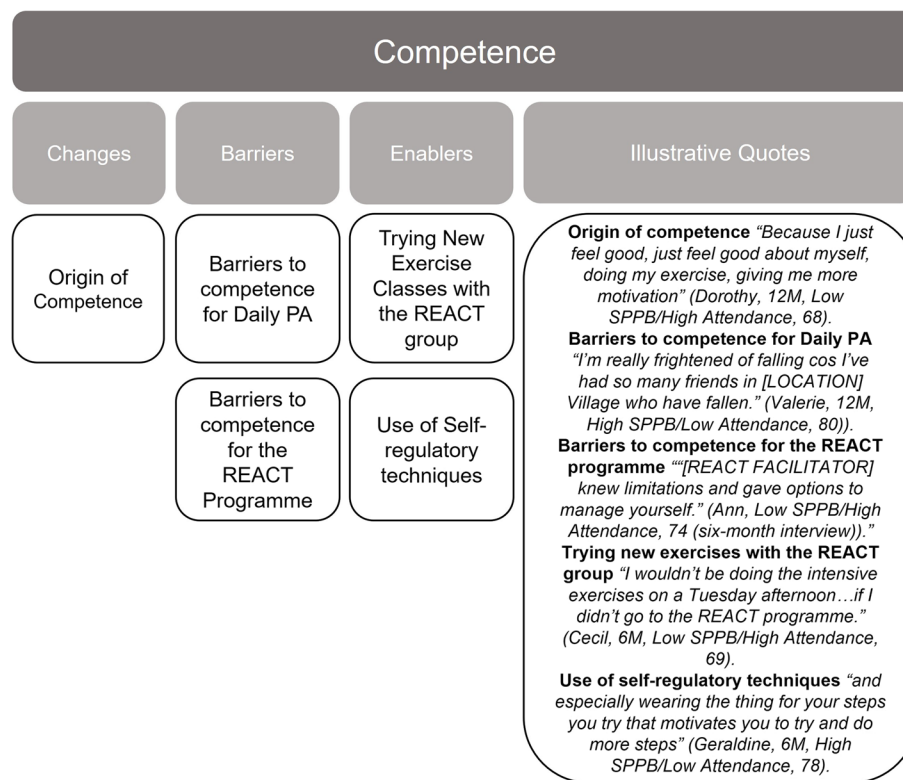 Competence
Changes
Barriers
Enablers
Illustrative Quotes
Origin of
Competence
Barriers to
competence
for Daily PA
Trying New
Exercise
Classes with
the REACT
group
Barriers to
competence
for the
REACT
Programme
Use of Self-
regulatory
techniques
Origin of competence “Because I just
feel good, just feel good about myself,
doing my exercise, giving me more
motivation” (Dorothy, 12M, Low
SPPB/High Attendance, 68).
Barriers to competence for Daily PA
“I’m really frightened of falling cos I’ve
had so many friends in [LOCATION]
Village who have fallen.” (Valerie, 12M,
High SPPB/Low Attendance, 80)).
Barriers to competence for the REACT
programme ““[REACT FACILITATOR]
knew limitations and gave options to
manage yourself.” (Ann, Low SPPB/High
Attendance, 74 (six-month interview)).”
Trying new exercises with the REACT
group “I wouldn’t be doing the intensive
exercises on a Tuesday afternoon…if I
didn’t go to the REACT programme.”
(Cecil, 6M, Low SPPB/High Attendance,
69).
Use of self-regulatory techniques “and
especially wearing the thing for your steps
you try that motivates you to try and do
more steps” (Geraldine, 6M, High
SPPB/Low Attendance, 78).